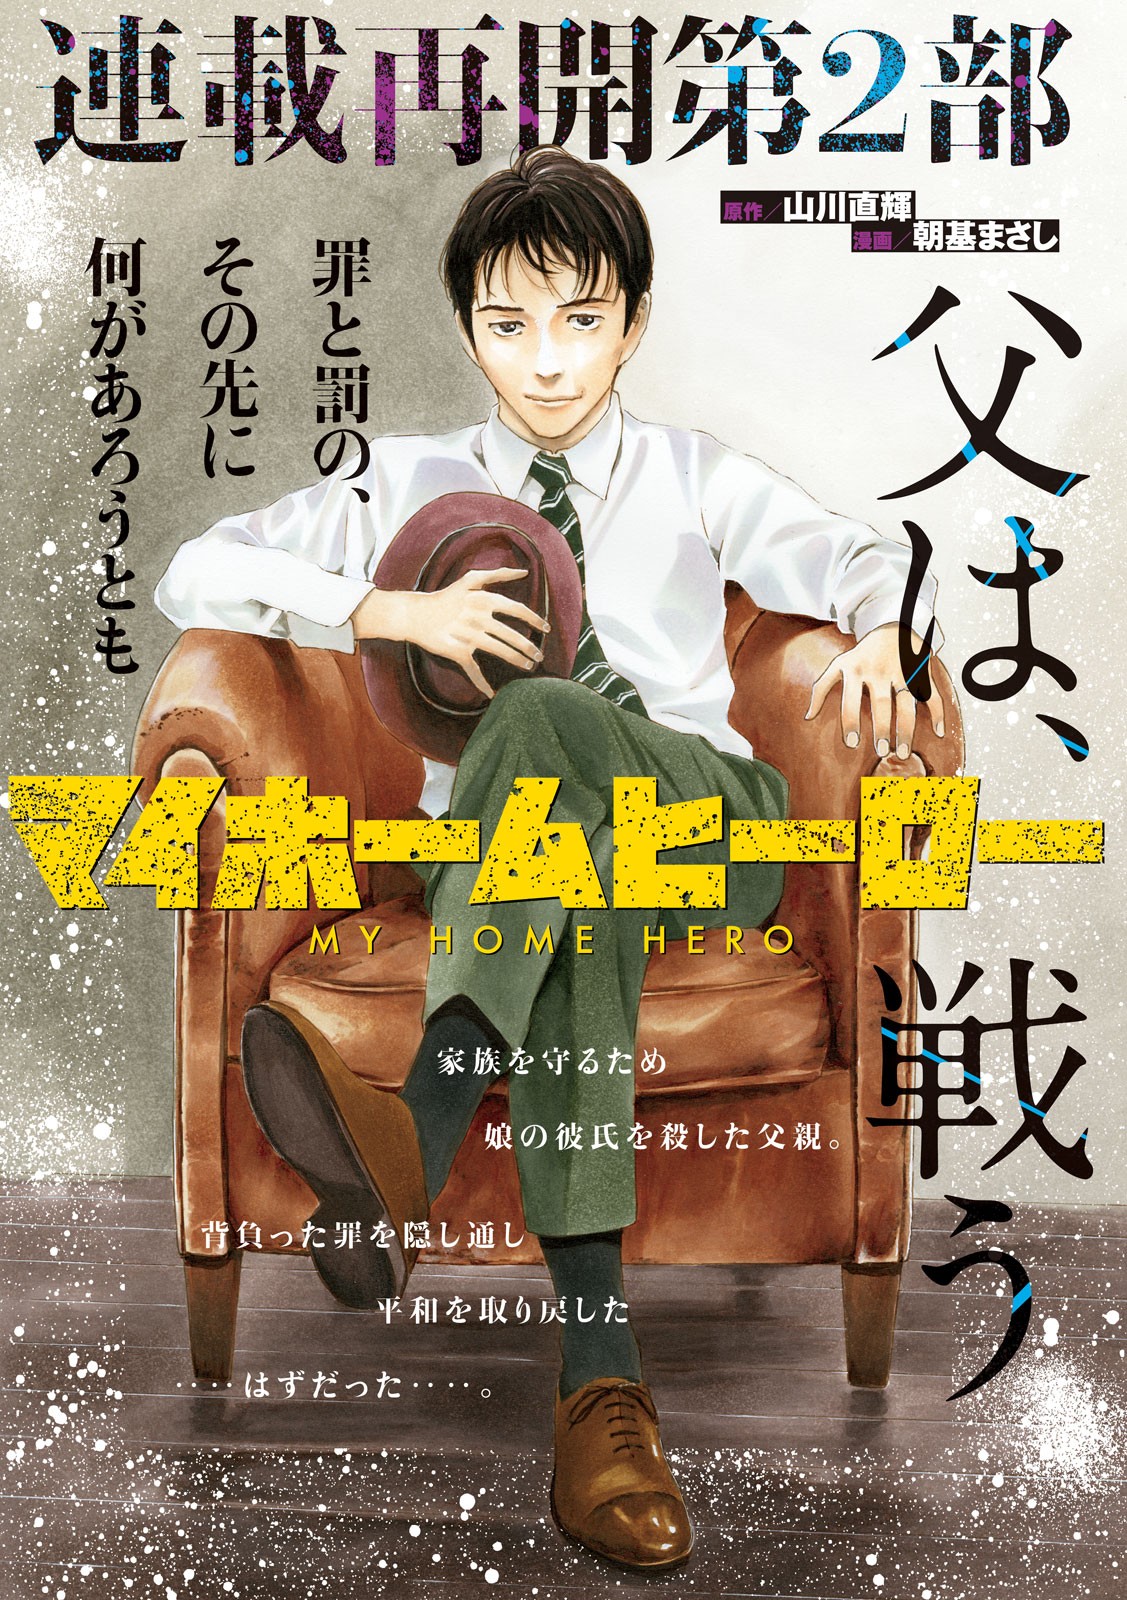 連載再開第2部
原作/山川直輝
漫画/朝基まさし
父は、戦う
罪と罰の、
その先に
何があろうとも
マイホームヒーロー
MY HOME HERO
家族を守るため
娘の彼氏を殺した父親。
背負った罪を隠し通し
平和を取り戻した
‥‥はずだった‥‥。